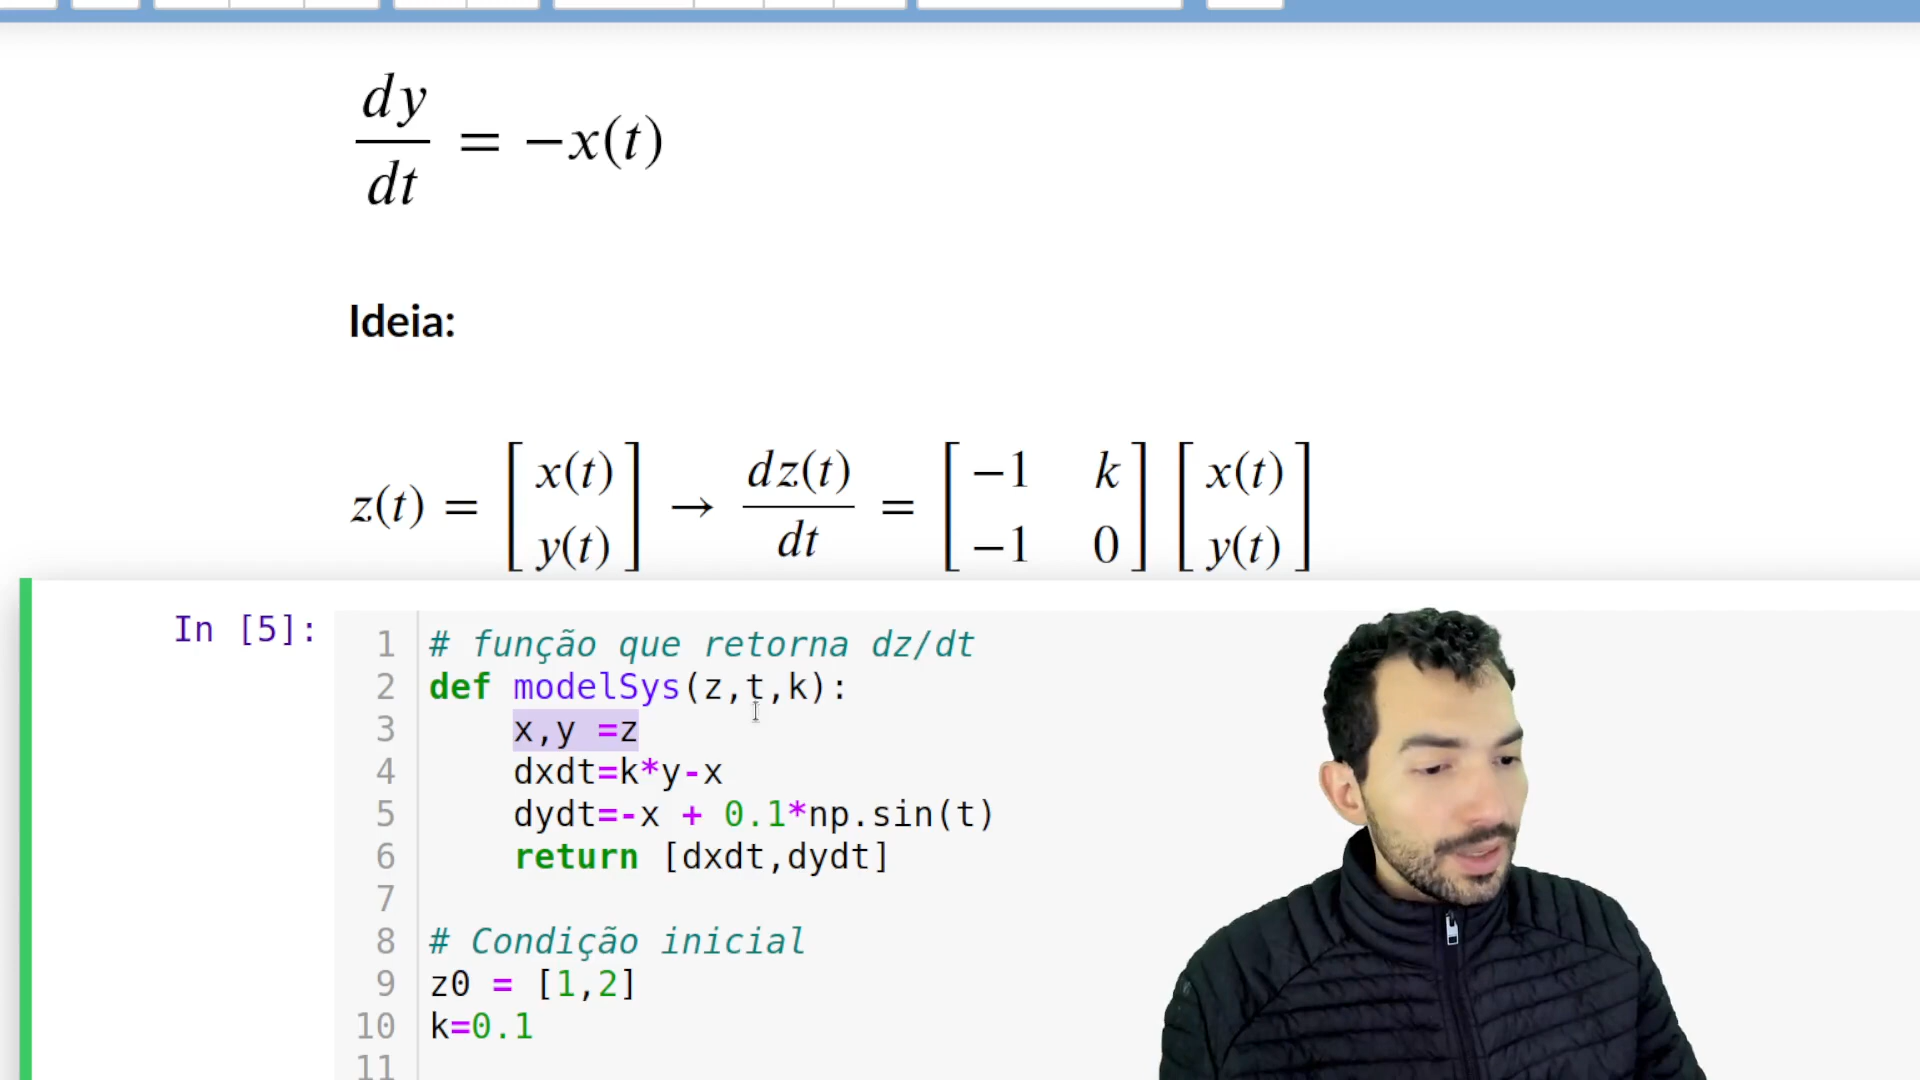 dy/dt = −x(t)
Ideia:
z(t) = [x(t) y(t)] → dz(t)/dt = [−1 k −1 0] [x(t) y(t)]
In [5]:
1 # função que retorna dz/dt
2 def modelSys(z,t,k):
3     x,y =z
4     dxdt=k*y-x
5     dydt=-x + 0.1*np.sin(t)
6     return [dxdt,dydt]
7
8 # Condição inicial
9 z0 = [1,2]
10 k=0.1
11